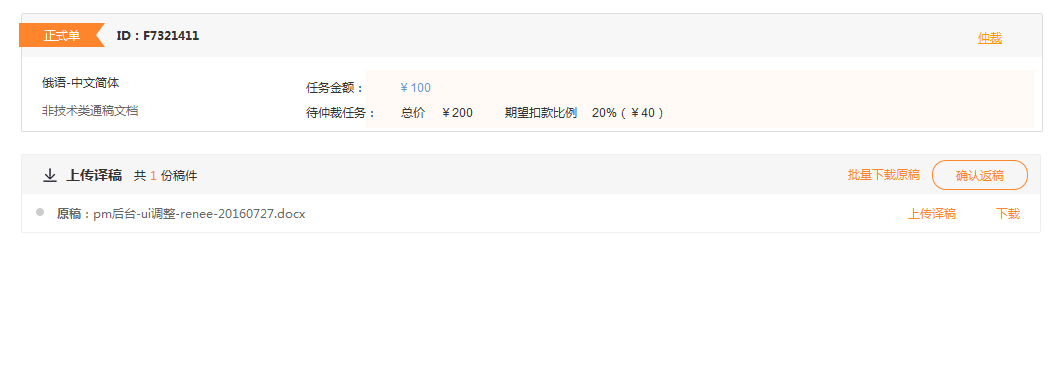 正式单 ID：F7321411 仲裁
俄语-中文简体 任务金额： ￥100
非技术类通稿文档 待仲裁任务： 总价 ￥200 期望扣款比例 20%（￥40）
上传译稿 共 1 份稿件 批量下载原稿 确认返稿
原稿：pm后台-ui调整-renee-20160727.docx 上传译稿 下载